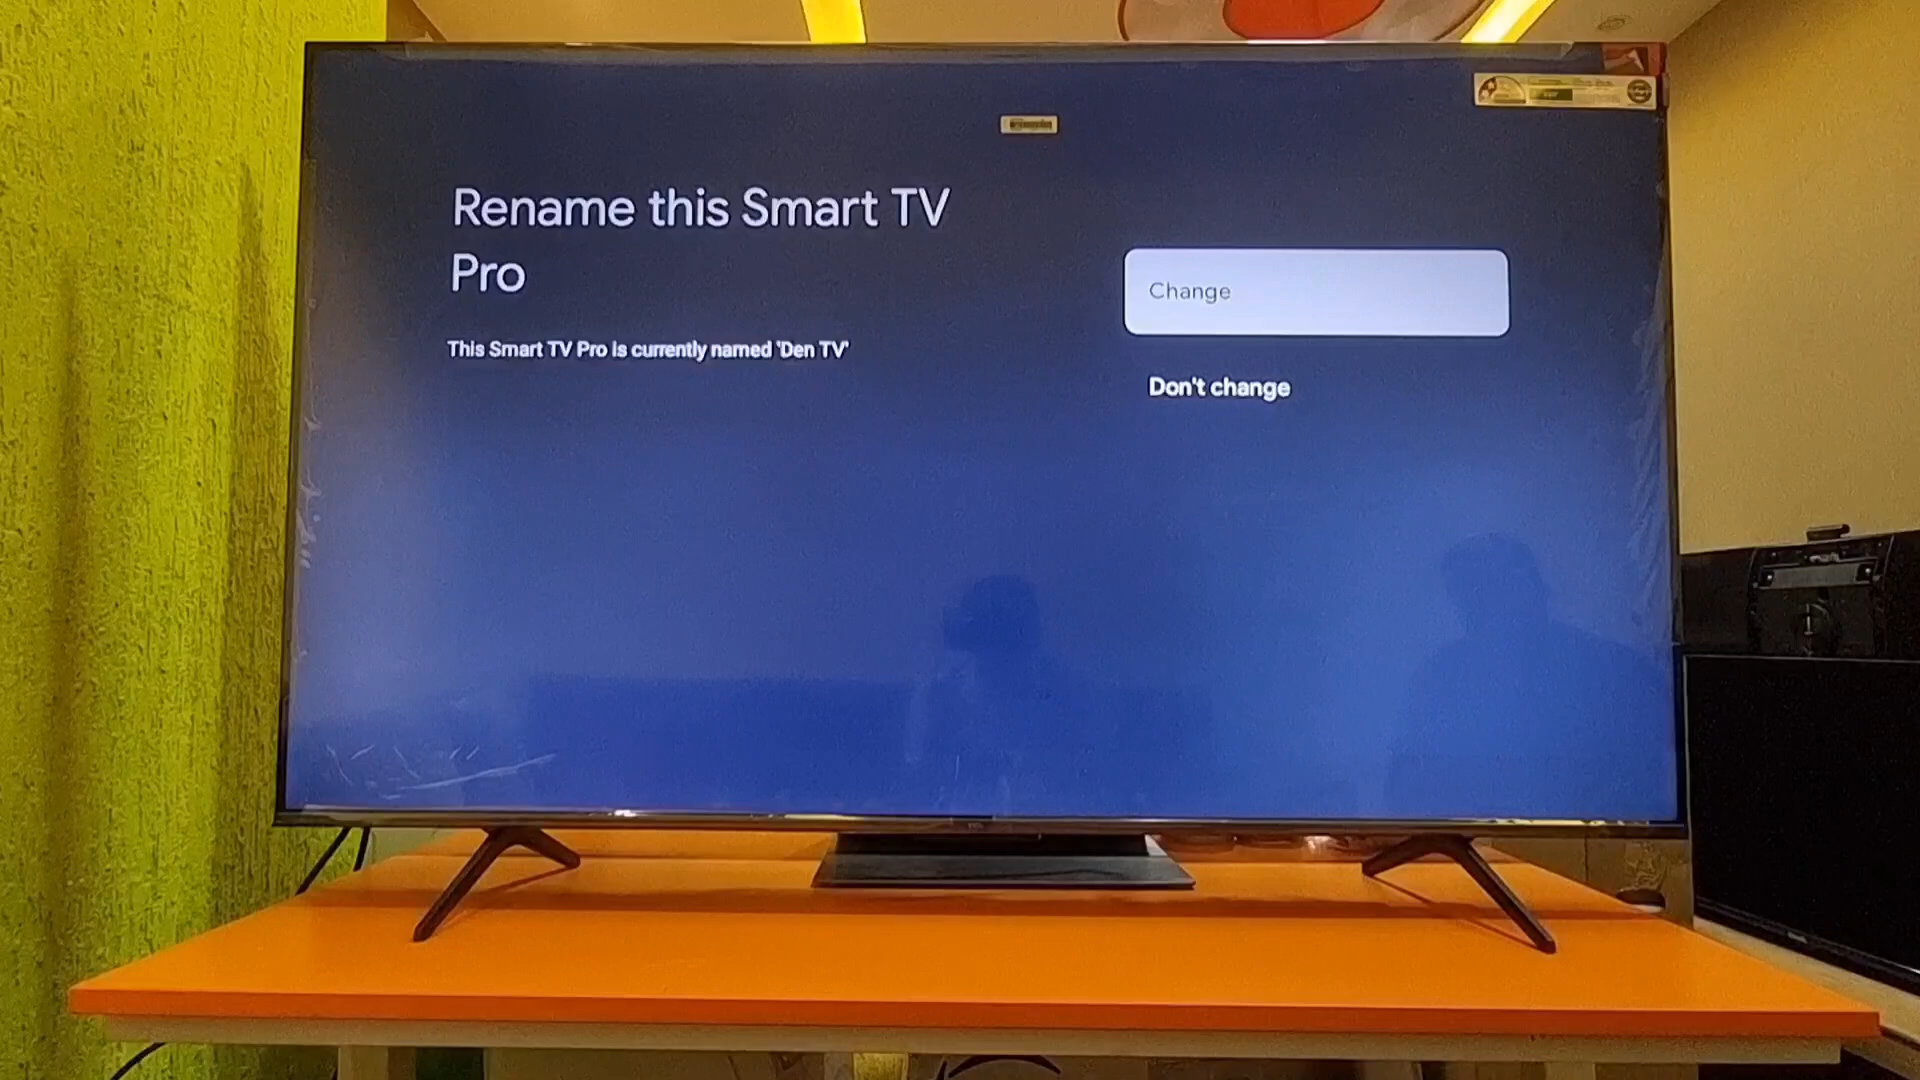 Rename this Smart TV
Pro
This Smart TV Pro is currently named 'Den TV'
Change
Don't change